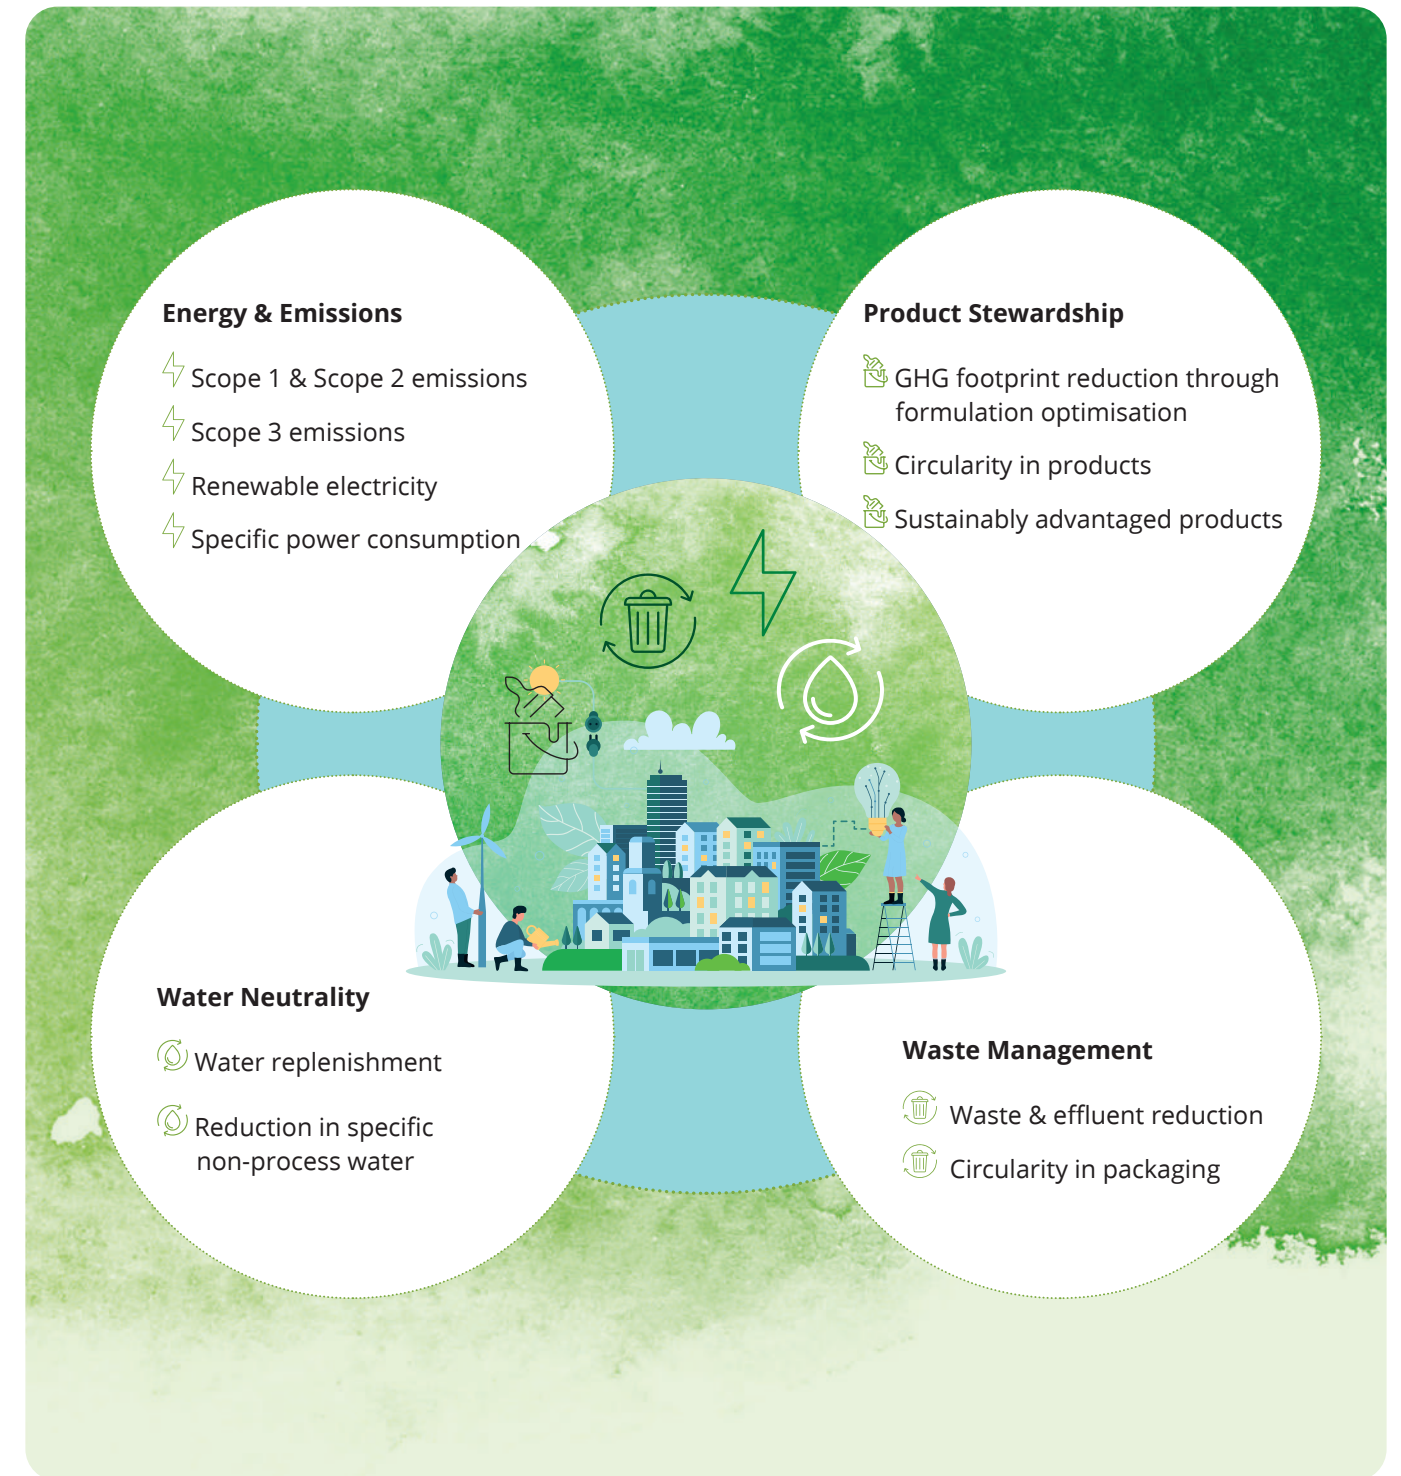 Energy & Emissions
Scope 1 & Scope 2 emissions
Scope 3 emissions
Renewable electricity
Specific power consumption
Product Stewardship
GHG footprint reduction through
formulation optimisation
Circularity in products
Sustainably advantaged products
Water Neutrality
Water replenishment
Reduction in specific
non-process water
Waste Management
Waste & effluent reduction
Circularity in packaging